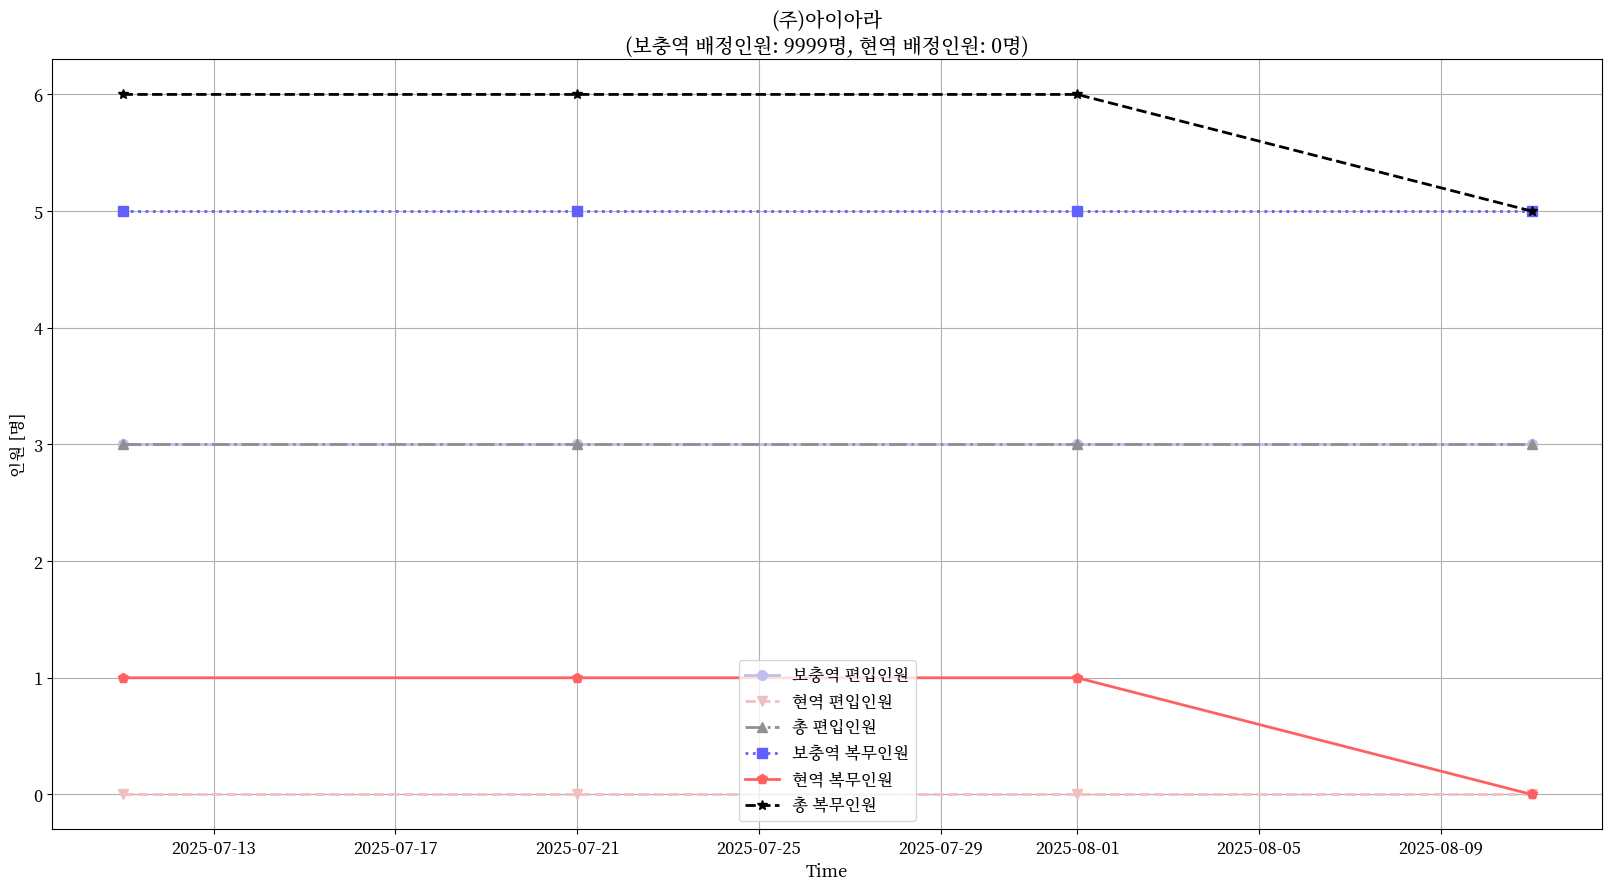 (주)아이아라
(보충역 배정인원: 9999명, 현역 배정인원: 0명)
인원 [명]
6
5
4
3
2
1
0
보충역 편입인원
현역 편입인원
총 편입인원
보충역 복무인원
현역 복무인원
총 복무인원
2025-07-13 2025-07-17 2025-07-21 2025-07-25 2025-07-29 2025-08-01 2025-08-05 2025-08-09
Time